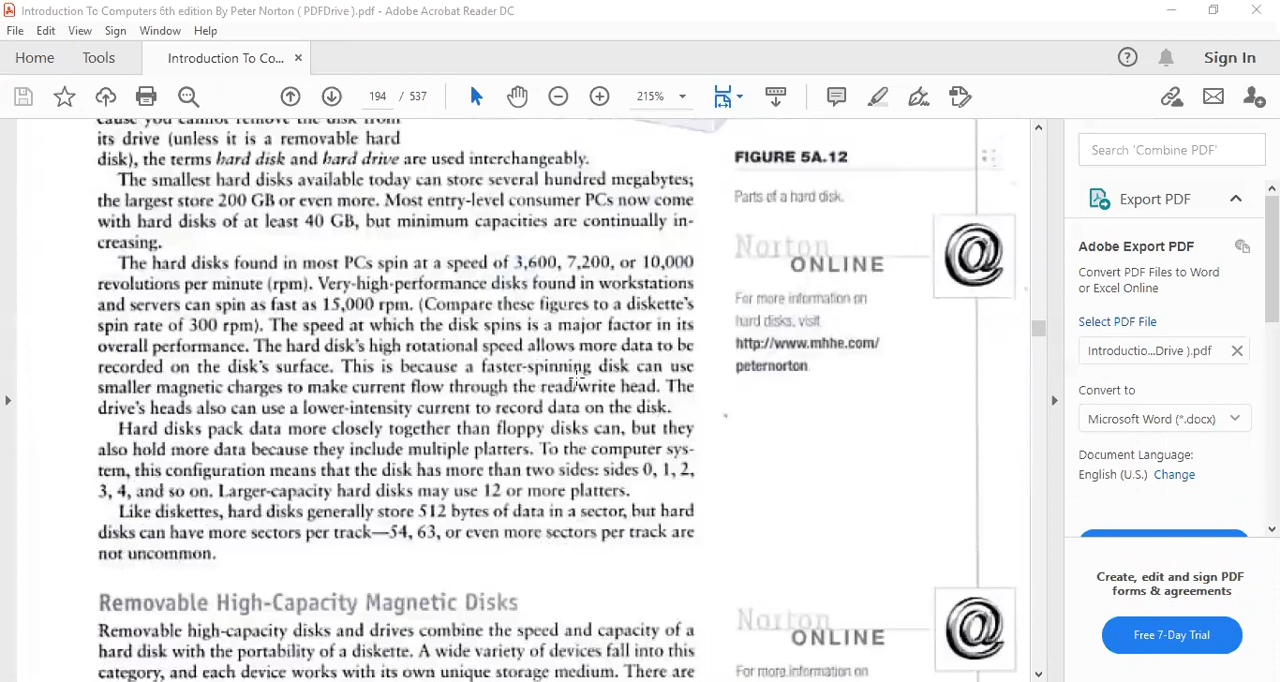 Introduction To Computers 6th edition By Peter Norton ( PDFDrive ).pdf - Adobe Acrobat Reader DC
File Edit View Sign Window Help
Home Tools Introduction To Co... × Sign In
194 / 537 215%
cause you cannot remove the disk from
its drive (unless it is a removable hard
disk), the terms hard disk and hard drive are used interchangeably.
The smallest hard disks available today can store several hundred megabytes;
the largest store 200 GB or even more. Most entry-level consumer PCs now come
with hard disks of at least 40 GB, but minimum capacities are continually in-
creasing.
The hard disks found in most PCs spin at a speed of 3,600, 7,200, or 10,000
revolutions per minute (rpm). Very-high-performance disks found in workstations
and servers can spin as fast as 15,000 rpm. (Compare these figures to a diskette's
spin rate of 300 rpm). The speed at which the disk spins is a major factor in its
overall performance. The hard disk's high rotational speed allows more data to be
recorded on the disk's surface. This is because a faster-spinning disk can use
smaller magnetic charges to make current flow through the read/write head. The
drive's heads also can use a lower-intensity current to record data on the disk.
Hard disks pack data more closely together than floppy disks can, but they
also hold more data because they include multiple platters. To the computer sys-
tem, this configuration means that the disk has more than two sides: sides 0, 1, 2,
3, 4, and so on. Larger-capacity hard disks may use 12 or more platters.
Like diskettes, hard disks generally store 512 bytes of data in a sector, but hard
disks can have more sectors per track—54, 63, or even more sectors per track are
not uncommon.
Removable High-Capacity Magnetic Disks
Removable high-capacity disks and drives combine the speed and capacity of a
hard disk with the portability of a diskette. A wide variety of devices fall into this
category, and each device works with its own unique storage medium. There are
FIGURE 5A.12
Parts of a hard disk.
Norton
ONLINE
@
For more information on
hard disks, visit
http://www.mhhe.com/
peternorton
Norton
ONLINE
@
For more information on
Search 'Combine PDF'
Export PDF
Adobe Export PDF
Convert PDF Files to Word
or Excel Online
Select PDF File
Introductio...Drive ).pdf ×
Convert to
Microsoft Word (*.docx)
Document Language:
English (U.S.) Change
Create, edit and sign PDF
forms & agreements
Free 7-Day Trial